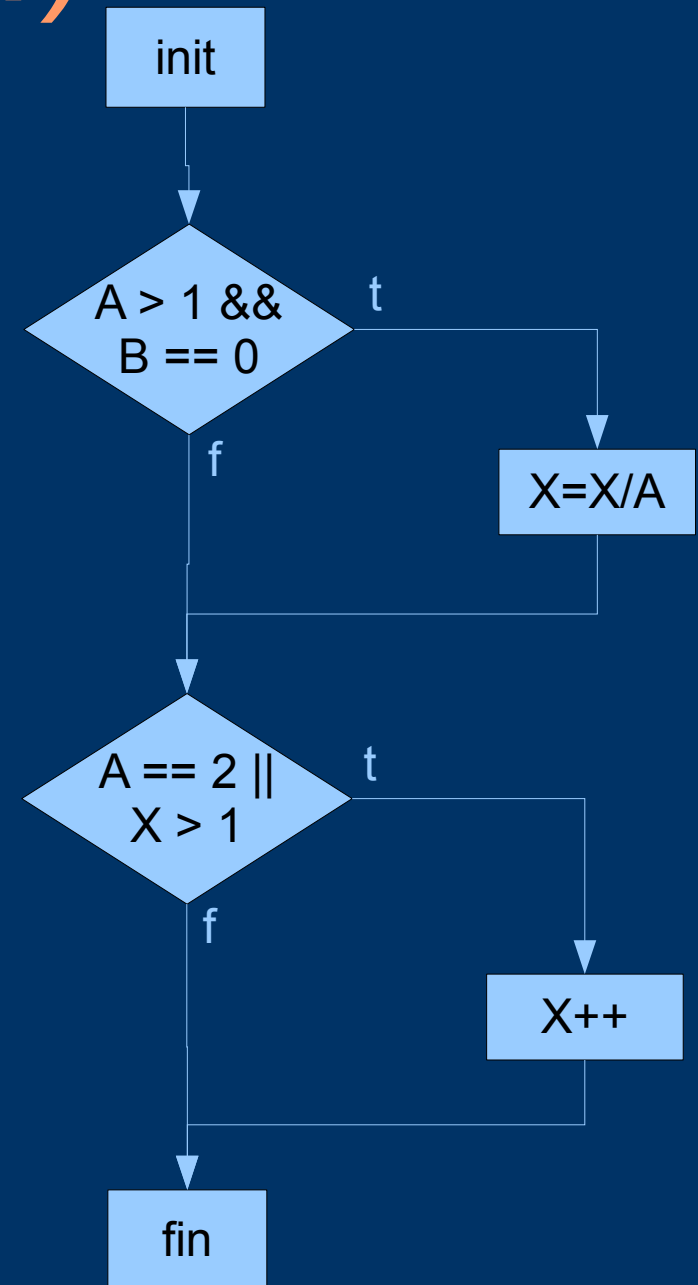 init
A > 1 &&
B == 0
t
f
X=X/A
A == 2 ||
X > 1
t
f
X++
fin